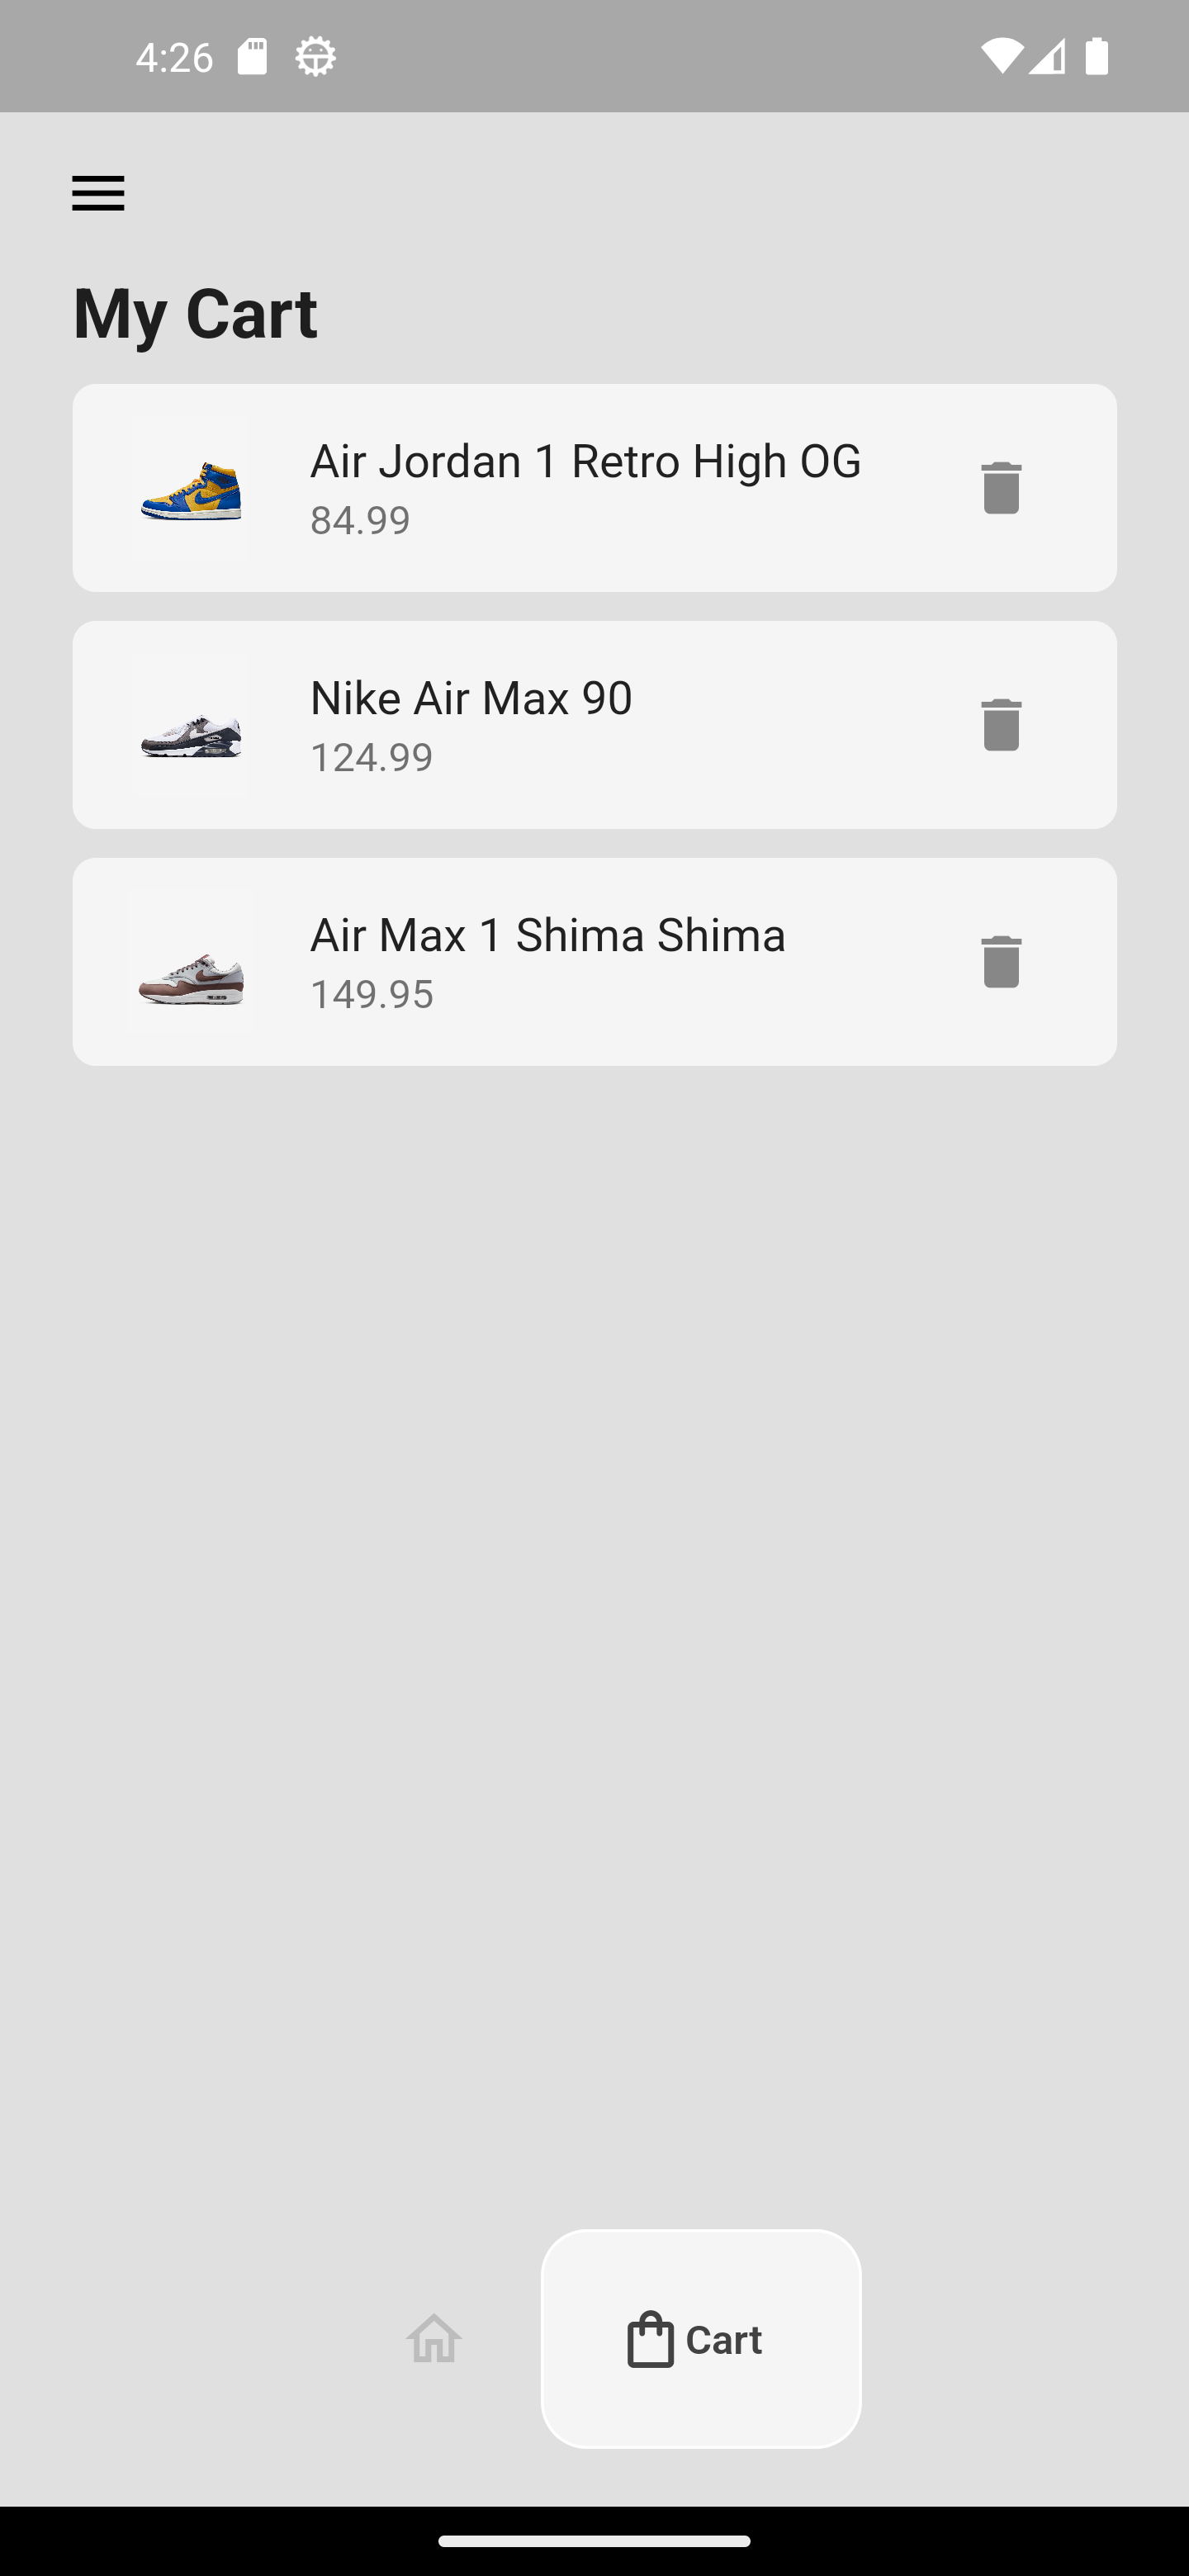 4:26
My Cart
Air Jordan 1 Retro High OG
84.99
Nike Air Max 90
124.99
Air Max 1 Shima Shima
149.95
Cart